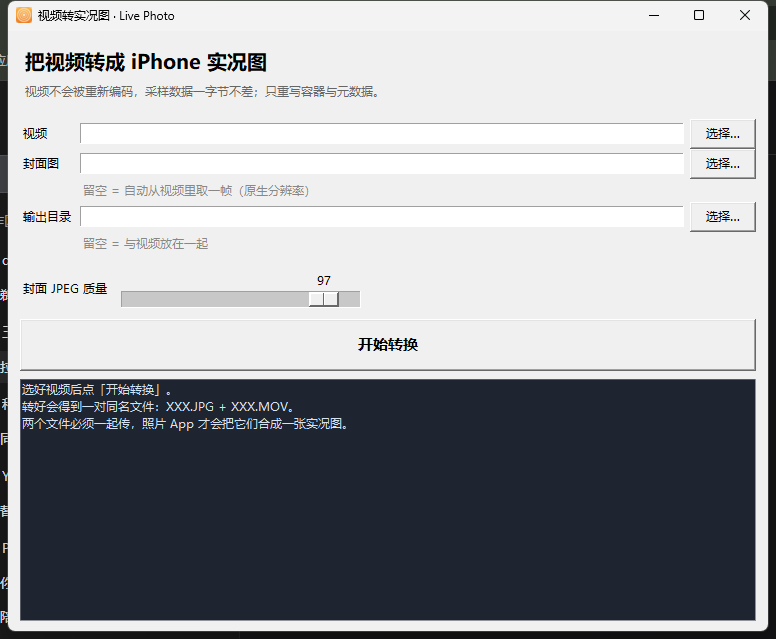 视频转实况图 · Live Photo
把视频转成 iPhone 实况图
视频不会被重新编码，采样数据一字节不差；只重写容器与元数据。
视频
选择...
封面图
选择...
留空 = 自动从视频里取一帧（原生分辨率）
输出目录
选择...
留空 = 与视频放在一起
97
封面 JPEG 质量
开始转换
选好视频后点「开始转换」。
转好会得到一对同名文件：XXX.JPG + XXX.MOV。
两个文件必须一起传，照片 App 才会把它们合成一张实况图。